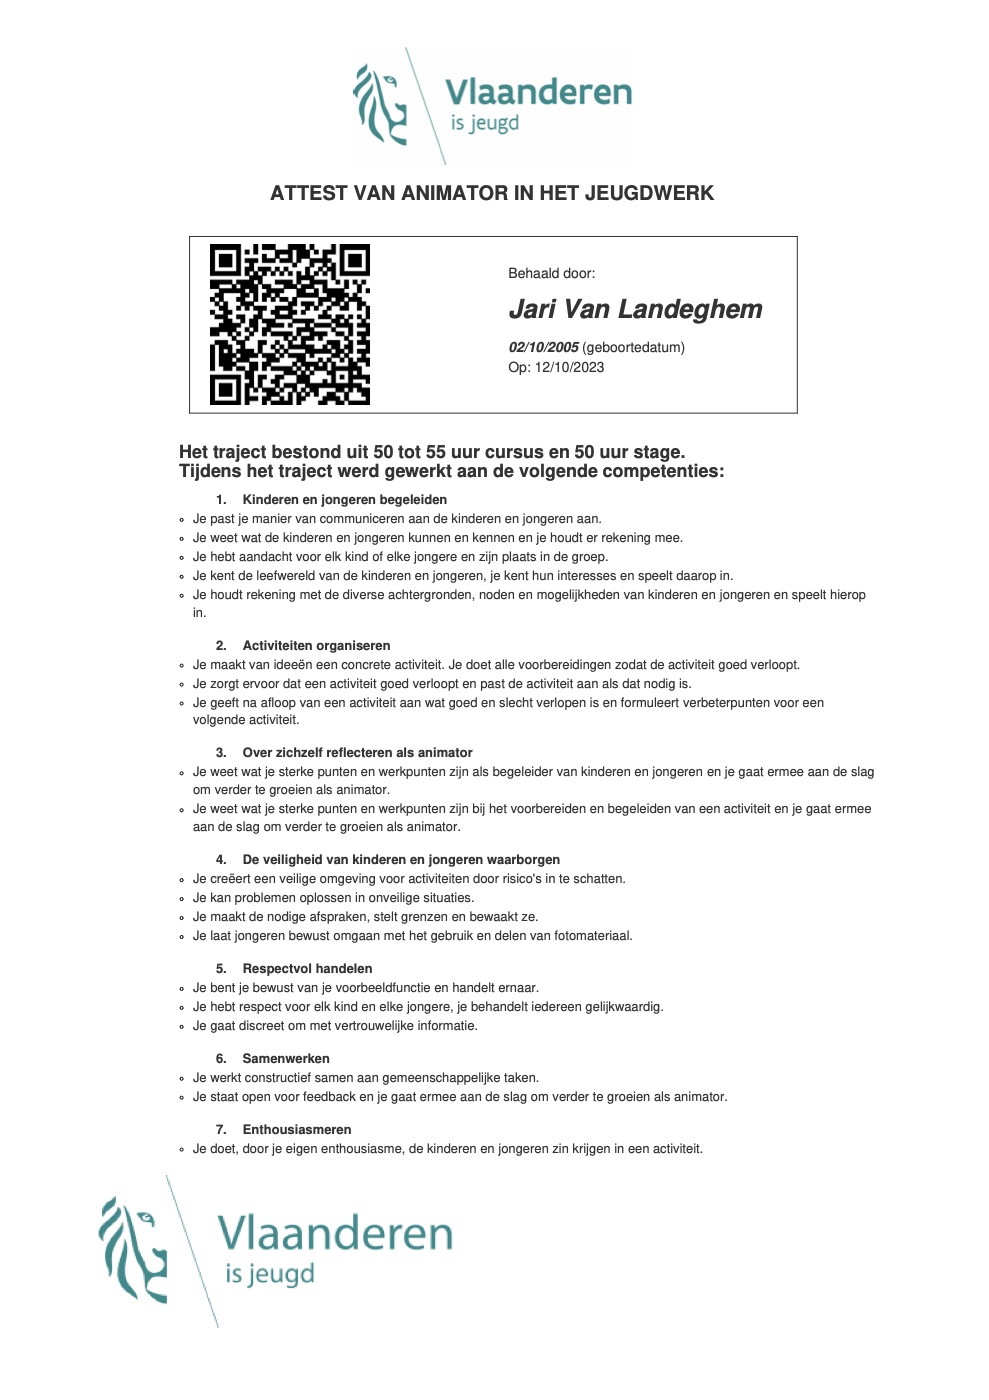 Vlaanderen
is jeugd
ATTEST VAN ANIMATOR IN HET JEUGDWERK
Behaald door:
Jari Van Landeghem
02/10/2005 (geboortedatum)
Op: 12/10/2023
Het traject bestond uit 50 tot 55 uur cursus en 50 uur stage.
Tijdens het traject werd gewerkt aan de volgende competenties:
1. Kinderen en jongeren begeleiden
◦ Je past je manier van communiceren aan de kinderen en jongeren aan.
◦ Je weet wat de kinderen en jongeren kunnen en kennen en je houdt er rekening mee.
◦ Je hebt aandacht voor elk kind of elke jongere en zijn plaats in de groep.
◦ Je kent de leefwereld van de kinderen en jongeren, je kent hun interesses en speelt daarop in.
◦ Je houdt rekening met de diverse achtergronden, noden en mogelijkheden van kinderen en jongeren en speelt hierop
in.
2. Activiteiten organiseren
◦ Je maakt van ideeën een concrete activiteit. Je doet alle voorbereidingen zodat de activiteit goed verloopt.
◦ Je zorgt ervoor dat een activiteit goed verloopt en past de activiteit aan als dat nodig is.
◦ Je geeft na afloop van een activiteit aan wat goed en slecht verlopen is en formuleert verbeterpunten voor een
volgende activiteit.
3. Over zichzelf reflecteren als animator
◦ Je weet wat je sterke punten en werkpunten zijn als begeleider van kinderen en jongeren en je gaat ermee aan de slag
om verder te groeien als animator.
◦ Je weet wat je sterke punten en werkpunten zijn bij het voorbereiden en begeleiden van een activiteit en je gaat ermee
aan de slag om verder te groeien als animator.
4. De veiligheid van kinderen en jongeren waarborgen
◦ Je creëert een veilige omgeving voor activiteiten door risico's in te schatten.
◦ Je kan problemen oplossen in onveilige situaties.
◦ Je maakt de nodige afspraken, stelt grenzen en bewaakt ze.
◦ Je laat jongeren bewust omgaan met het gebruik en delen van fotomateriaal.
5. Respectvol handelen
◦ Je bent je bewust van je voorbeeldfunctie en handelt ernaar.
◦ Je hebt respect voor elk kind en elke jongere, je behandelt iedereen gelijkwaardig.
◦ Je gaat discreet om met vertrouwelijke informatie.
6. Samenwerken
◦ Je werkt constructief samen aan gemeenschappelijke taken.
◦ Je staat open voor feedback en je gaat ermee aan de slag om verder te groeien als animator.
7. Enthousiasmeren
◦ Je doet, door je eigen enthousiasme, de kinderen en jongeren zin krijgen in een activiteit.
Vlaanderen
is jeugd